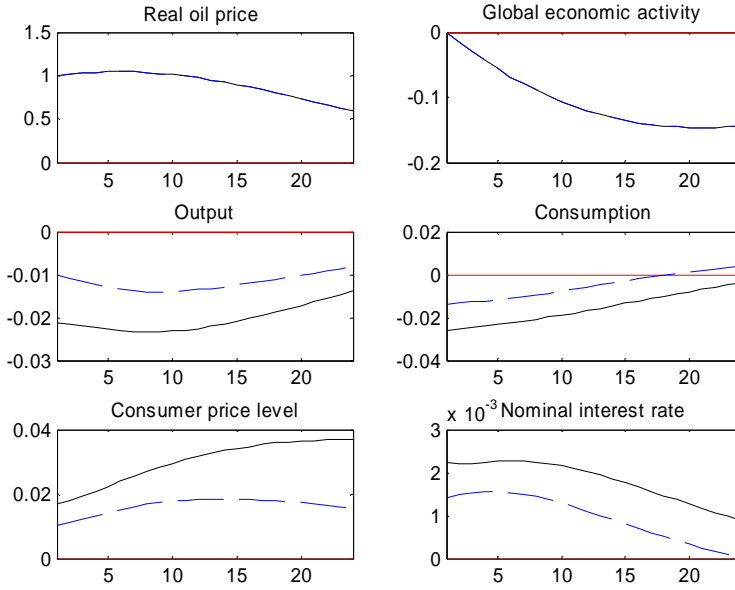 Real oil price
1.5
1
0.5
0
5 10 15 20
Global economic activity
0
-0.1
-0.2
5 10 15 20
Output
0
-0.01
-0.02
-0.03
5 10 15 20
Consumption
0.02
0
-0.02
-0.04
5 10 15 20
Consumer price level
0.04
0.02
0
5 10 15 20
x 10^-3 Nominal interest rate
3
2
1
0
5 10 15 20